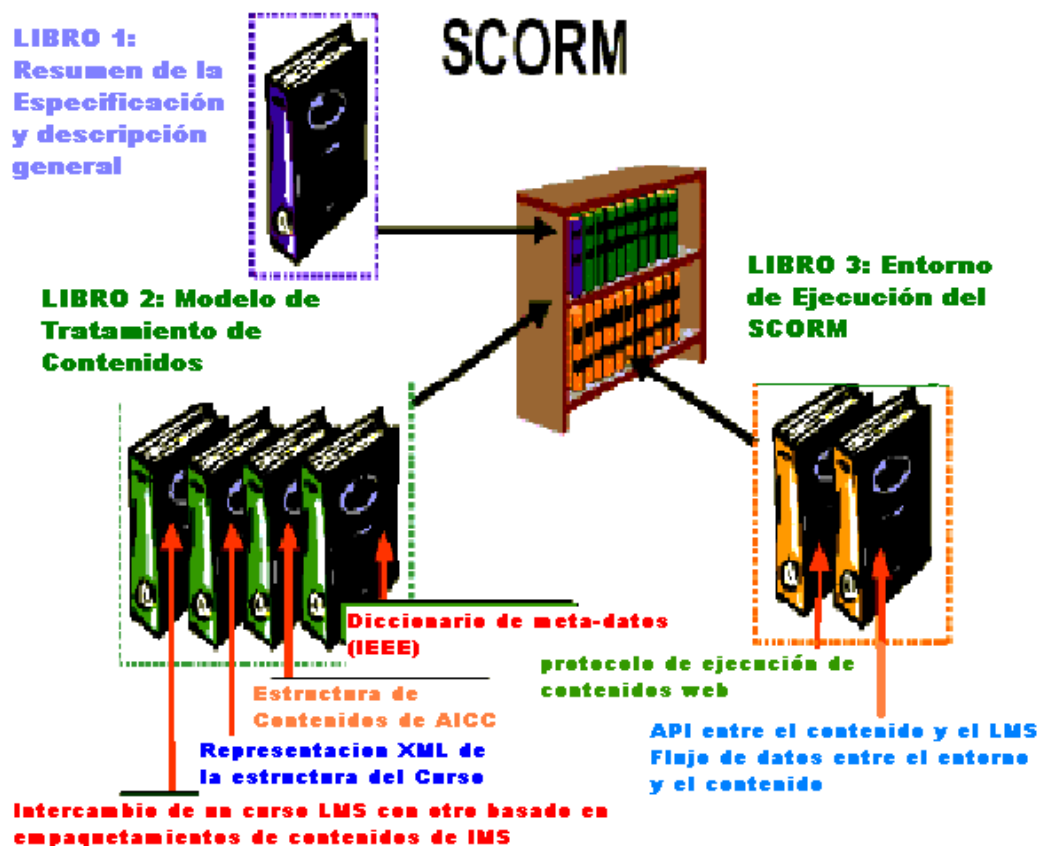 SCORM
LIBRO 1:
Resumen de la
Especificación
y descripción
general
LIBRO 2: Modelo de
Tratamiento de
Contenidos
LIBRO 3: Entorno
de Ejecución del
SCORM
Diccionario de meta-datos
(IEEE)
Estructura de
Contenidos de AICC
Representacion XML de
la estructura del Curso
Intercambio de un curso LMS con otro basado en
empaquetamientos de contenidos de IMS
protocolo de ejecución de
contenidos web
API entre el contenido y el LMS
Flujo de datos entre el entorno
y el contenido